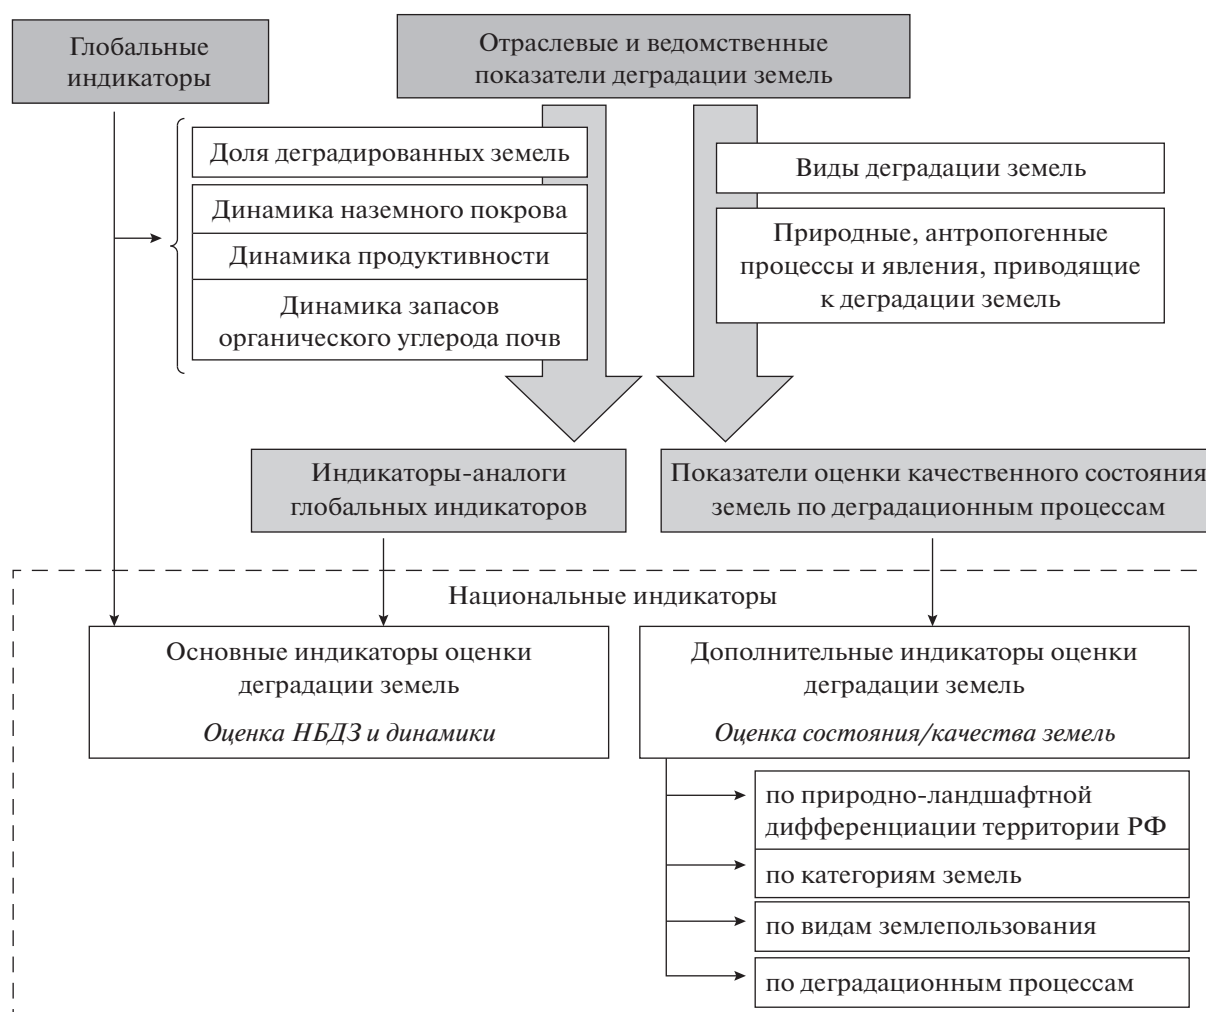 Глобальные
индикаторы
Отраслевые и ведомственные
показатели деградации земель
Доля деградированных земель
Динамика наземного покрова
Динамика продуктивности
Динамика запасов
органического углерода почв
Виды деградации земель
Природные, антропогенные
процессы и явления, приводящие
к деградации земель
Индикаторы-аналоги
глобальных индикаторов
Показатели оценки качественного состояния
земель по деградационным процессам
Национальные индикаторы
Основные индикаторы оценки
деградации земель
Оценка НБДЗ и динамики
Дополнительные индикаторы оценки
деградации земель
Оценка состояния/качества земель
по природно-ландшафтной
дифференциации территории РФ
по категориям земель
по видам землепользования
по деградационным процессам